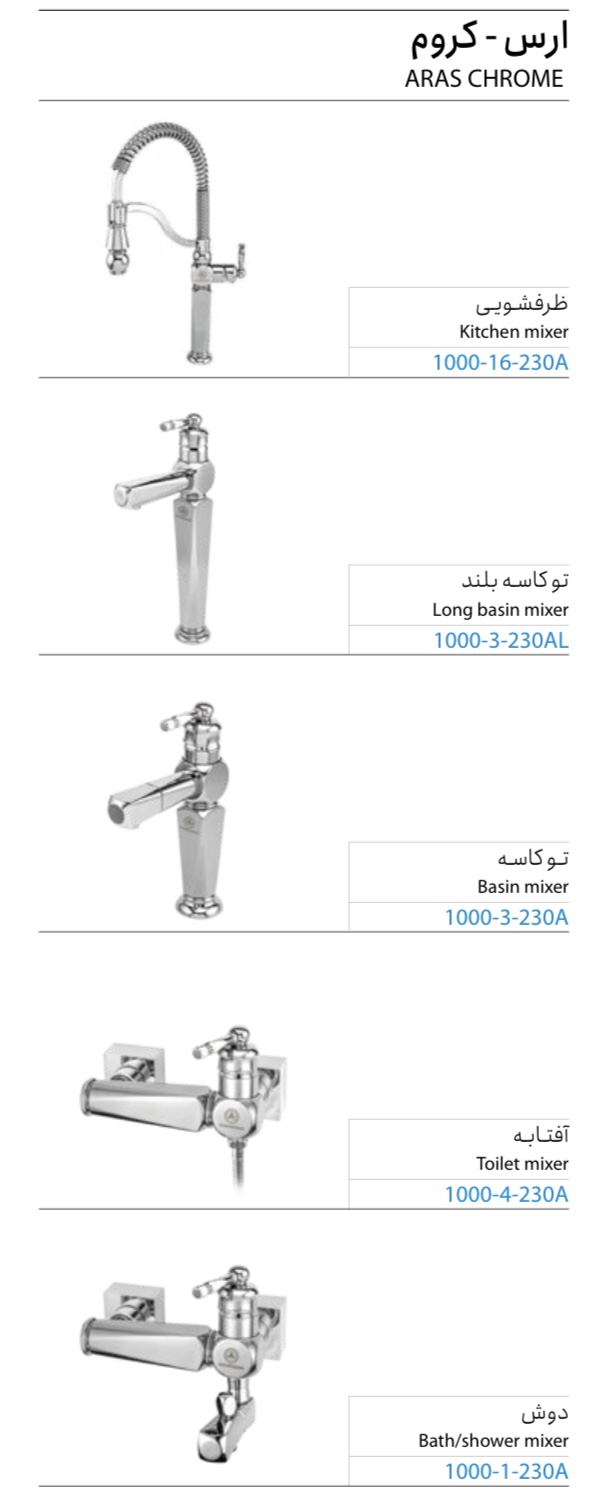 ارس - کروم
ARAS CHROME
ظرفشویی
Kitchen mixer
1000-16-230A
توکاسه بلند
Long basin mixer
1000-3-230AL
توکاسه
Basin mixer
1000-3-230A
آفتابه
Toilet mixer
1000-4-230A
دوش
Bath/shower mixer
1000-1-230A